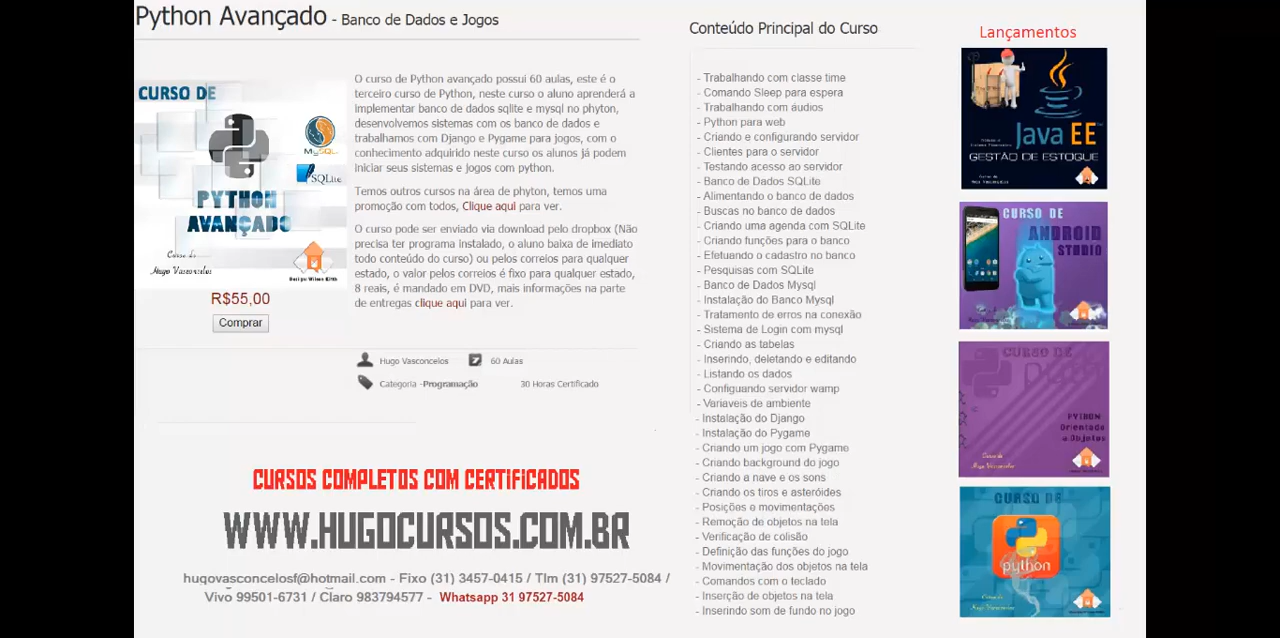 Python Avançado - Banco de Dados e Jogos
CURSO DE
MySQL
SQLite
PYTHON
AVANÇADO
Curso de
Hugo Vasconcelos
R$55,00
Comprar
O curso de Python avançado possui 60 aulas, este é o
terceiro curso de Python, neste curso o aluno aprenderá a
implementar banco de dados sqlite e mysql no phyton,
desenvolvemos sistemas com os banco de dados e
trabalhamos com Django e Pygame para jogos, com o
conhecimento adquirido neste curso os alunos já podem
iniciar seus sistemas e jogos com python.
Temos outros cursos na área de phyton, temos uma
promoção com todos, Clique aqui para ver.
O curso pode ser enviado via download pelo dropbox (Não
precisa ter programa instalado, o aluno baixa de imediato
todo conteúdo do curso) ou pelos correios para qualquer
estado, o valor pelos correios é fixo para qualquer estado,
8 reais, é mandado em DVD, mais informações na parte
de entregas clique aqui para ver.
Hugo Vasconcelos
60 Aulas
Categoria -Programação
30 Horas Certificado
CURSOS COMPLETOS COM CERTIFICADOS
WWW.HUGOCURSOS.COM.BR
hugovasconcelosf@hotmail.com - Fixo (31) 3457-0415 / TIm (31) 97527-5084 /
Vivo 99501-6731 / Claro 983794577 - Whatsapp 31 97527-5084
Conteúdo Principal do Curso
- Trabalhando com classe time
- Comando Sleep para espera
- Trabalhando com áudios
- Python para web
- Criando e configurando servidor
- Clientes para o servidor
- Testando acesso ao servidor
- Banco de Dados SQLite
- Alimentando o banco de dados
- Buscas no banco de dados
- Criando uma agenda com SQLite
- Criando funções para o banco
- Efetuando o cadastro no banco
- Pesquisas com SQLite
- Banco de Dados Mysql
- Instalação do Banco Mysql
- Tratamento de erros na conexão
- Sistema de Login com mysql
- Criando as tabelas
- Inserindo, deletando e editando
- Listando os dados
- Configuando servidor wamp
- Variaveis de ambiente
- Instalação do Django
- Instalação do Pygame
- Criando um jogo com Pygame
- Criando background do jogo
- Criando a nave e os sons
- Criando os tiros e asteróides
- Posições e movimentações
- Remoção de objetos na tela
- Verificação de colisão
- Definição das funções do jogo
- Movimentação dos objetos na tela
- Comandos com o teclado
- Inserção de objetos na tela
- Inserindo som de fundo no jogo
Lançamentos
Java EE
GESTÃO DE ESTOQUE
CURSO DE
ANDROID
STUDIO
CURSO DE
PYTHON
Orientado
a Objetos
Curso de
Hugo Vasconcelos
CURSO DE
python
Curso de
Hugo Vasconcelos